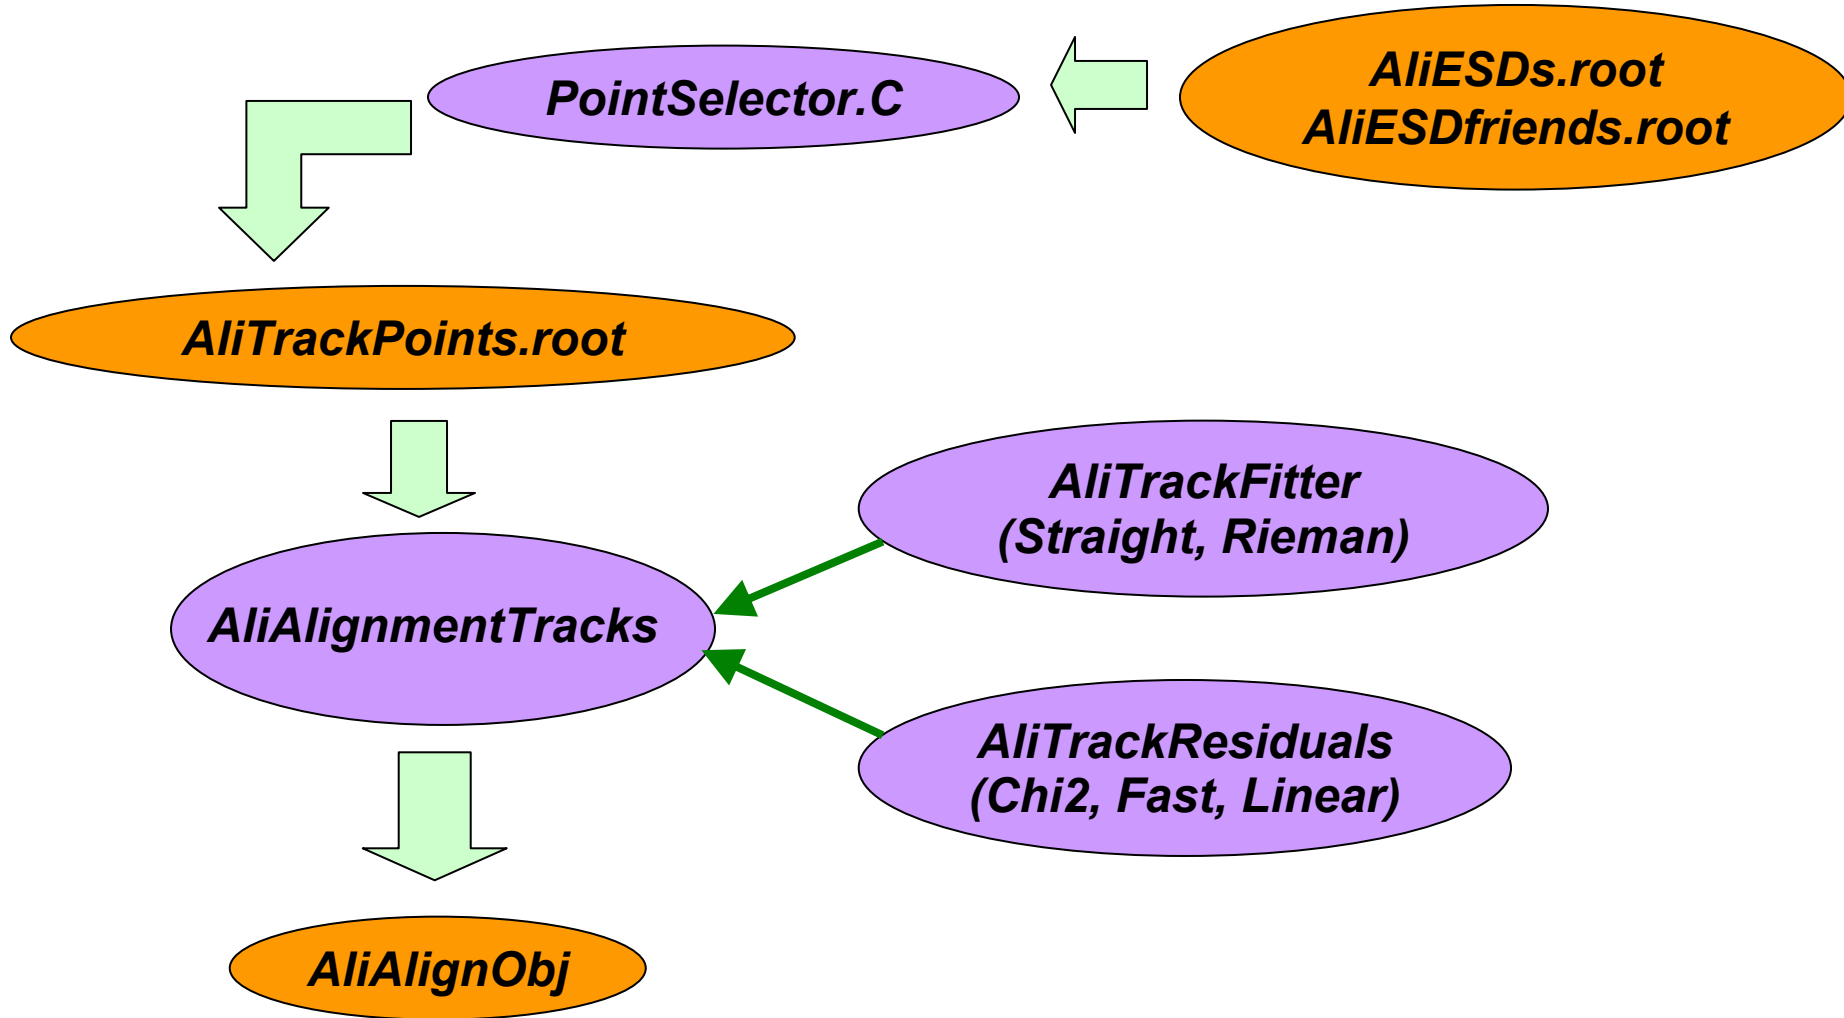 PointSelector.C
AliESDs.root
AliESDfriends.root
AliTrackPoints.root
AliTrackFitter
(Straight, Rieman)
AliAlignmentTracks
AliTrackResiduals
(Chi2, Fast, Linear)
AliAlignObj